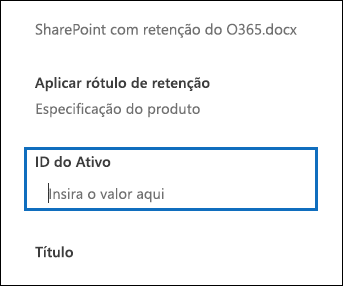 SharePoint com retenção do O365.docx
Aplicar rótulo de retenção
Especificação do produto
ID do Ativo
Insira o valor aqui
Título